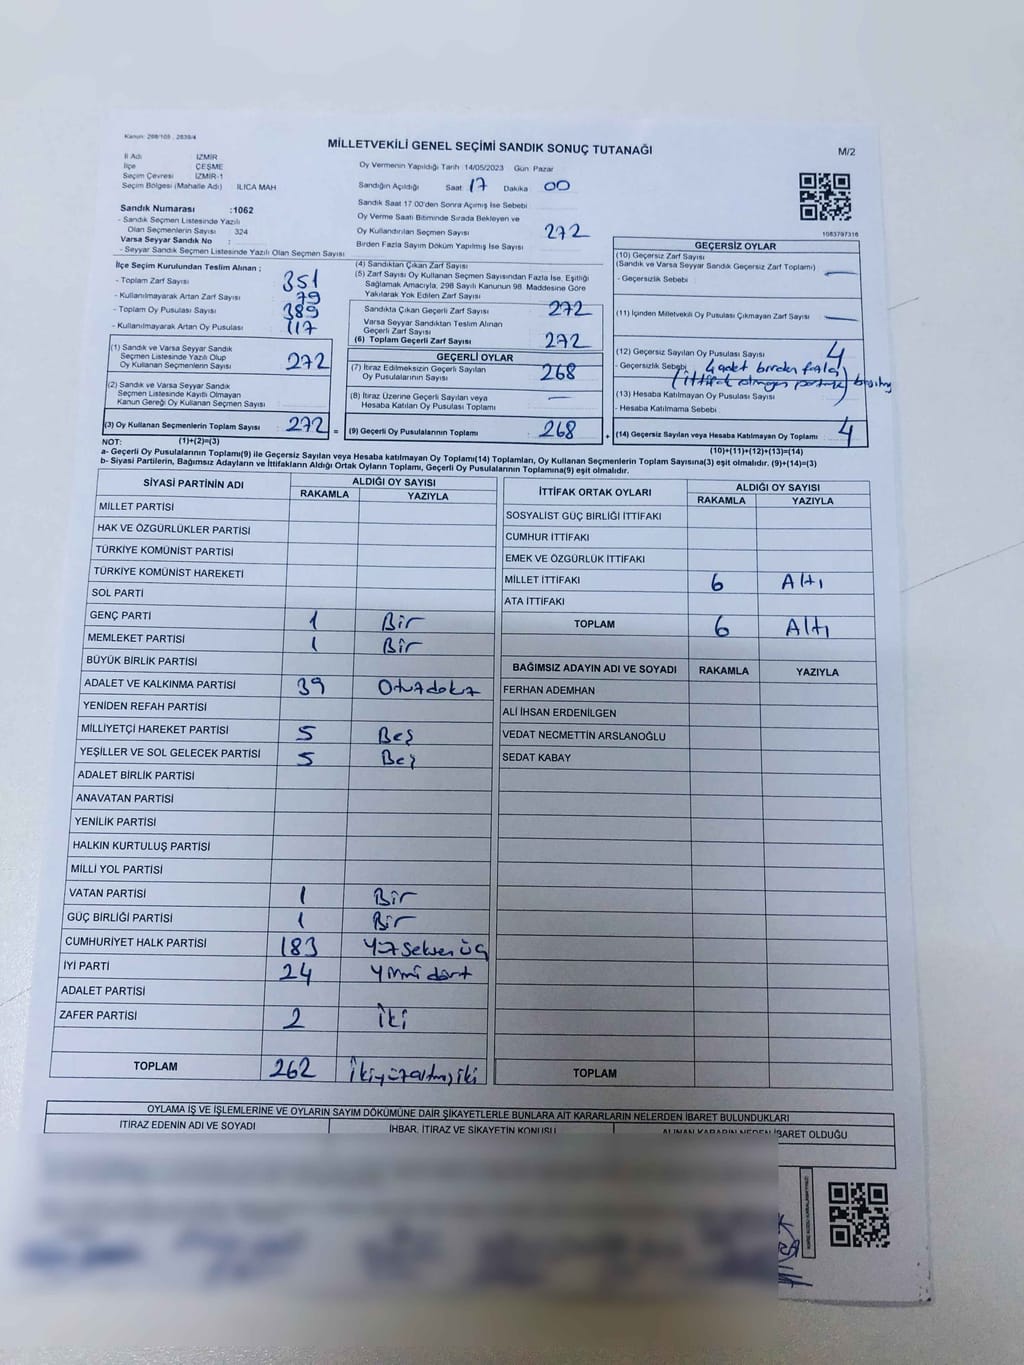 Kanun: 298/105 , 2839/4
MİLLETVEKİLİ GENEL SEÇİMİ SANDIK SONUÇ TUTANAĞI
M/2
İl Adı : İZMİR
İlçe : ÇEŞME
Seçim Çevresi : İZMİR-1
Seçim Bölgesi (Mahalle Adı) ILICA MAH
Sandık Numarası :1062
- Sandık Seçmen Listesinde Yazılı
Olan Seçmenlerin Sayısı : 324
Varsa Seyyar Sandık No :
- Seyyar Sandık Seçmen Listesinde Yazılı Olan Seçmen Sayısı
Oy Vermenin Yapıldığı Tarih :14/05/2023 Gün :Pazar
Sandığın Açıldığı Saat 17 Dakika 00
Sandık Saat 17:00'den Sonra Açılmış İse Sebebi
Oy Verme Saati Bitiminde Sırada Bekleyen ve
Oy Kullandırılan Seçmen Sayısı 272
Birden Fazla Sayım Döküm Yapılmış İse Sayısı
1083797316
İlçe Seçim Kurulundan Teslim Alınan :
- Toplam Zarf Sayısı 351
- Kullanılmayarak Artan Zarf Sayısı 79
- Toplam Oy Pusulası Sayısı 389
- Kullanılmayarak Artan Oy Pusulası 117
(1) Sandık ve Varsa Seyyar Sandık
Seçmen Listesinde Yazılı Olup
Oy Kullanan Seçmenlerin Sayısı 272
(2) Sandık ve Varsa Seyyar Sandık
Seçmen Listesinde Kayıtlı Olmayan
Kanun Gereği Oy Kullanan Seçmen Sayısı
(3) Oy Kullanan Seçmenlerin Toplam Sayısı 272 =
(4) Sandıktan Çıkan Zarf Sayısı
(5) Zarf Sayısı Oy Kullanan Seçmen Sayısından Fazla İse, Eşitliği
Sağlamak Amacıyla, 298 Sayılı Kanunun 98. Maddesine Göre
Yakılarak Yok Edilen Zarf Sayısı
Sandıkta Çıkan Geçerli Zarf Sayısı 272
Varsa Seyyar Sandıktan Teslim Alınan
Geçerli Zarf Sayısı
(6) Toplam Geçerli Zarf Sayısı 272
GEÇERLİ OYLAR
(7) İtiraz Edilmeksizin Geçerli Sayılan
Oy Pusulalarının Sayısı 268
(8) İtiraz Üzerine Geçerli Sayılan veya
Hesaba Katılan Oy Pusulası Toplamı —
(9) Geçerli Oy Pusulalarının Toplamı 268 +
GEÇERSİZ OYLAR
(10) Geçersiz Zarf Sayısı
(Sandık ve Varsa Seyyar Sandık Geçersiz Zarf Toplamı) —
- Geçersizlik Sebebi :
(11) İçinden Milletvekili Oy Pusulası Çıkmayan Zarf Sayısı —
(12) Geçersiz Sayılan Oy Pusulası Sayısı 4
- Geçersizlik Sebebi 4 adet birden fazla
(ittifak olmayan partiye) basılmış
(13) Hesaba Katılmayan Oy Pusulası Sayısı —
- Hesaba Katılmama Sebebi :
(14) Geçersiz Sayılan veya Hesaba Katılmayan Oy Toplamı 4
NOT: (1)+(2)=(3) (10)+(11)+(12)+(13)=(14)
a- Geçerli Oy Pusulalarının Toplamı(9) ile Geçersiz Sayılan veya Hesaba Katılmayan Oy Toplamı(14) Toplamları, Oy Kullanan Seçmenlerin Toplam Sayısına(3) eşit olmalıdır. (9)+(14)=(3)
b- Siyasi Partilerin, Bağımsız Adayların ve İttifakların Aldığı Ortak Oyların Toplamı, Geçerli Oy Pusulalarının Toplamına(9) eşit olmalıdır.
SİYASİ PARTİNİN ADI ALDIĞI OY SAYISI
RAKAMLA YAZIYLA
MİLLET PARTİSİ
HAK VE ÖZGÜRLÜKLER PARTİSİ
TÜRKİYE KOMÜNİST PARTİSİ
TÜRKİYE KOMÜNİST HAREKETİ
SOL PARTİ
GENÇ PARTİ 1 Bir
MEMLEKET PARTİSİ 1 Bir
BÜYÜK BİRLİK PARTİSİ
ADALET VE KALKINMA PARTİSİ 39 Otuzdokuz
YENİDEN REFAH PARTİSİ
MİLLİYETÇİ HAREKET PARTİSİ 5 Beş
YEŞİLLER VE SOL GELECEK PARTİSİ 5 Beş
ADALET BİRLİK PARTİSİ
ANAVATAN PARTİSİ
YENİLİK PARTİSİ
HALKIN KURTULUŞ PARTİSİ
MİLLİ YOL PARTİSİ
VATAN PARTİSİ 1 Bir
GÜÇ BİRLİĞİ PARTİSİ 1 Bir
CUMHURİYET HALK PARTİSİ 183 Yüzseksen üç
İYİ PARTİ 24 Yirmi dört
ADALET PARTİSİ
ZAFER PARTİSİ 2 İki
TOPLAM 262 İkiyüzaltmışiki
İTTİFAK ORTAK OYLARI ALDIĞI OY SAYISI
RAKAMLA YAZIYLA
SOSYALİST GÜÇ BİRLİĞİ İTTİFAKI
CUMHUR İTTİFAKI
EMEK VE ÖZGÜRLÜK İTTİFAKI
MİLLET İTTİFAKI 6 Altı
ATA İTTİFAKI
TOPLAM 6 Altı
BAĞIMSIZ ADAYIN ADI VE SOYADI RAKAMLA YAZIYLA
FERHAN ADEMHAN
ALİ İHSAN ERDENİLGEN
VEDAT NECMETTİN ARSLANOĞLU
SEDAT KABAY
TOPLAM
OYLAMA İŞ VE İŞLEMLERİNE VE OYLARIN SAYIM DÖKÜMÜNE DAİR ŞİKAYETLERLE BUNLARA AİT KARARLARIN NELERDEN İBARET BULUNDUKLARI
İTİRAZ EDENİN ADI VE SOYADI İHBAR, İTİRAZ VE ŞİKAYETİN KONUSU ALINAN KARARIN NEDEN İBARET OLDUĞU